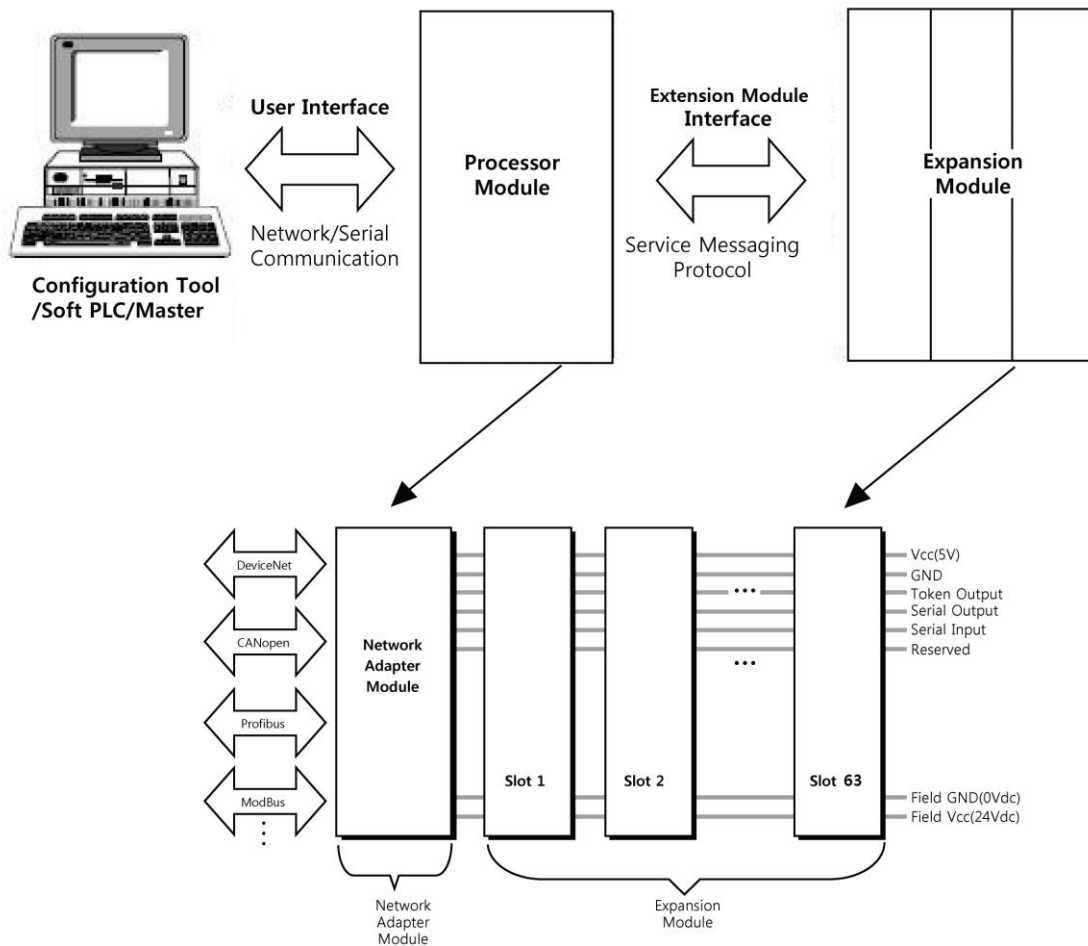 User Interface
Network/Serial
Communication
Configuration Tool
/Soft PLC/Master
Processor
Module
Extension Module
Interface
Service Messaging
Protocol
Expansion
Module
DeviceNet
CANopen
Profibus
ModBus
Network
Adapter
Module
Slot 1
Slot 2
Slot 63
Vcc(5V)
GND
Token Output
Serial Output
Serial Input
Reserved
Field GND(0Vdc)
Field Vcc(24Vdc)
Network
Adapter
Module
Expansion
Module